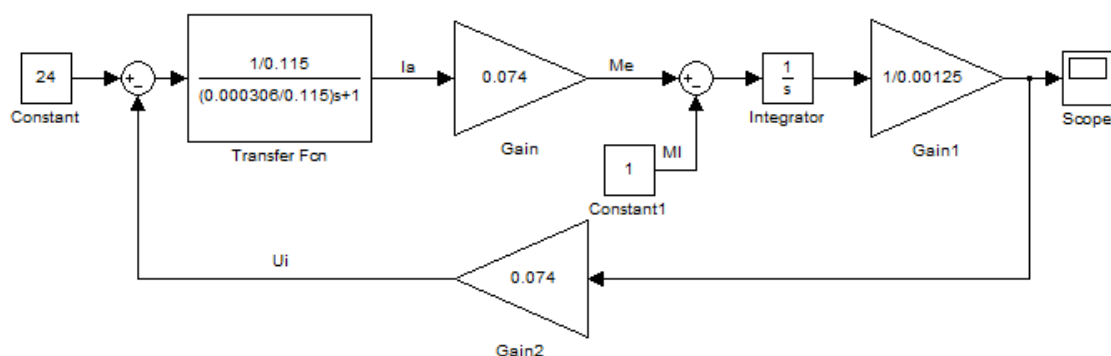 24
Constant
+
−
1/0.115
(0.000306/0.115)s+1
Transfer Fcn
Ia
0.074
Gain
Me
+
−
Ml
1
Constant1
1
s
Integrator
1/0.00125
Gain1
Scope
Ui
0.074
Gain2